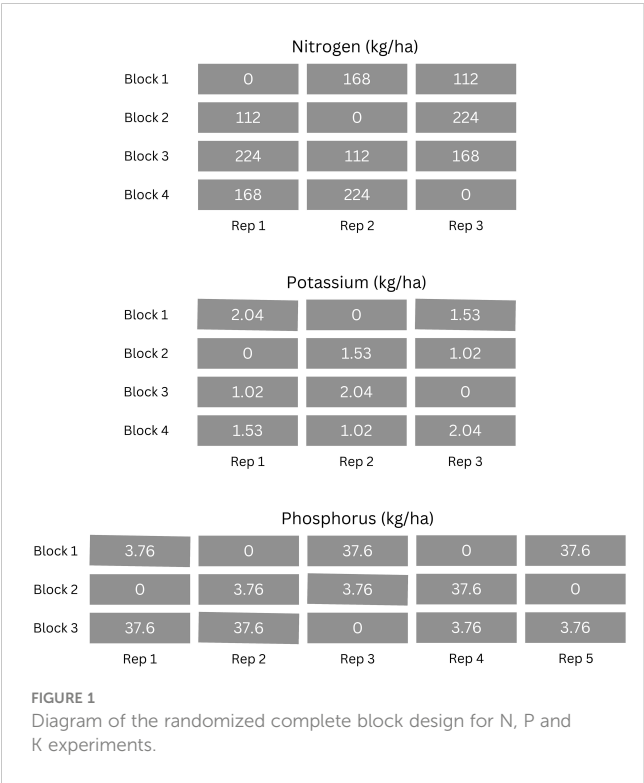 Nitrogen (kg/ha)
Block 1 0 168 112
Block 2 112 0 224
Block 3 224 112 168
Block 4 168 224 0
Rep 1 Rep 2 Rep 3
Potassium (kg/ha)
Block 1 2.04 0 1.53
Block 2 0 1.53 1.02
Block 3 1.02 2.04 0
Block 4 1.53 1.02 2.04
Rep 1 Rep 2 Rep 3
Phosphorus (kg/ha)
Block 1 3.76 0 37.6 0 37.6
Block 2 0 3.76 3.76 37.6 0
Block 3 37.6 37.6 0 3.76 3.76
Rep 1 Rep 2 Rep 3 Rep 4 Rep 5
FIGURE 1
Diagram of the randomized complete block design for N, P and
K experiments.